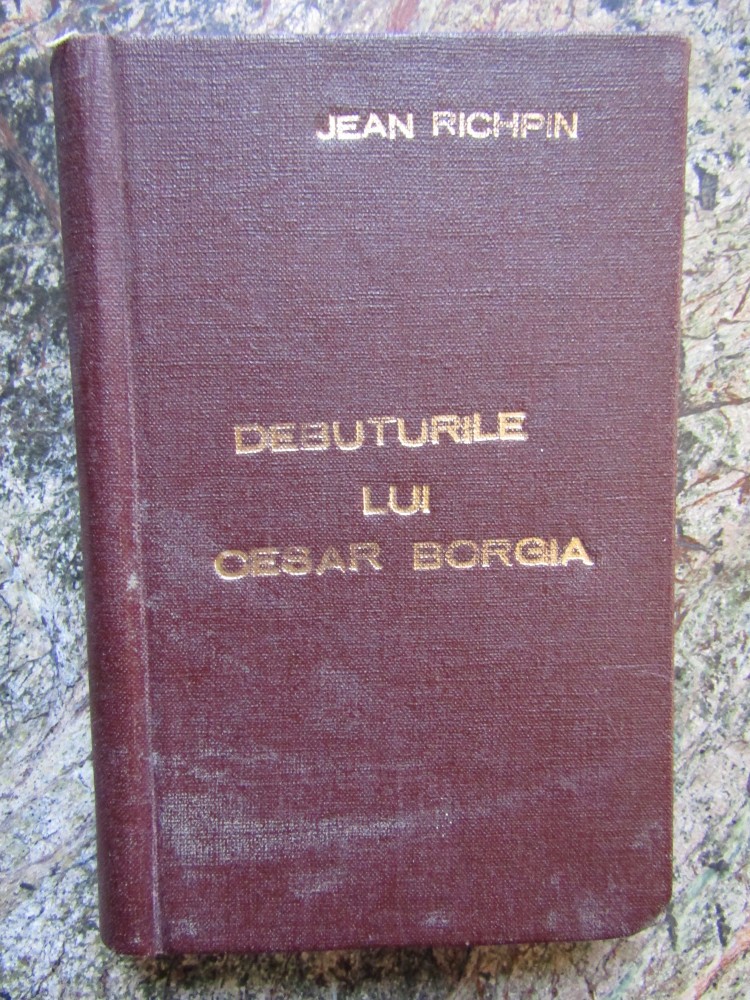 JEAN RICHPIN
DEBUTURILE
LUI
CESAR BORGIA